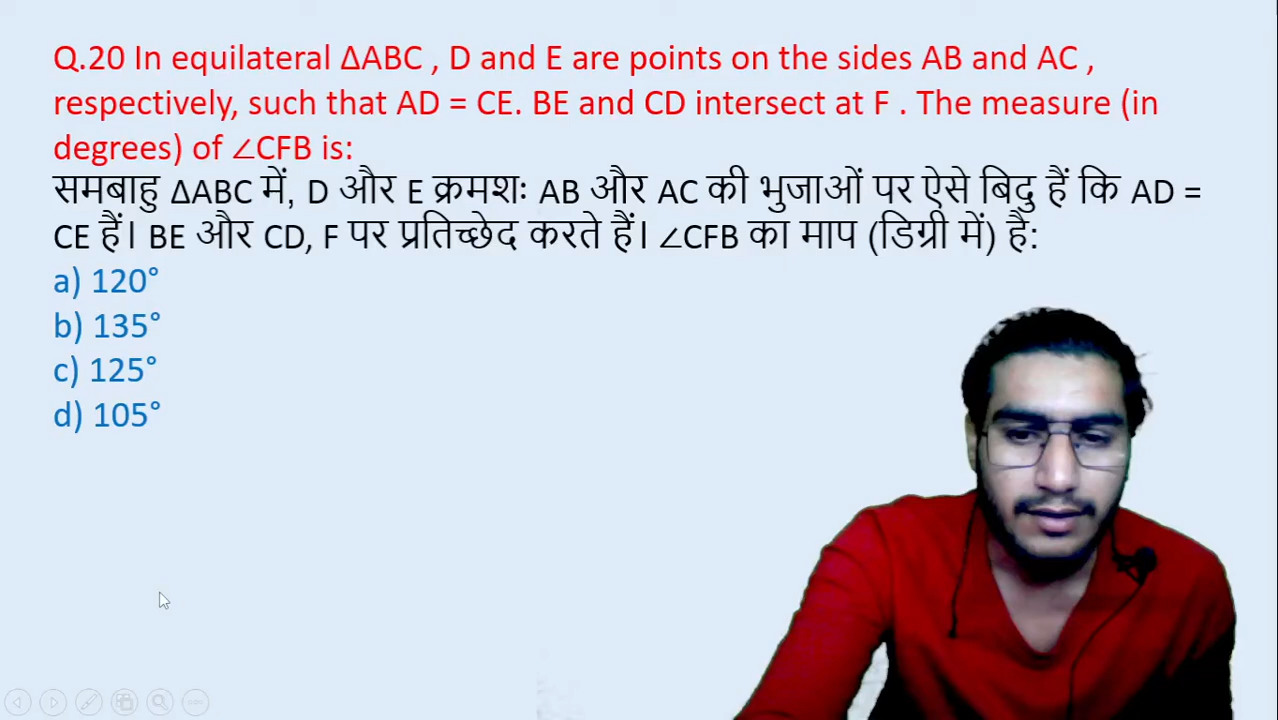 Q.20 In equilateral ΔABC , D and E are points on the sides AB and AC ,
respectively, such that AD = CE. BE and CD intersect at F . The measure (in
degrees) of ∠CFB is:
समबाहु ΔABC में, D और E क्रमशः AB और AC की भुजाओं पर ऐसे बिदु हैं कि AD =
CE हैं। BE और CD, F पर प्रतिच्छेद करते हैं। ∠CFB का माप (डिग्री में) है:
a) 120°
b) 135°
c) 125°
d) 105°